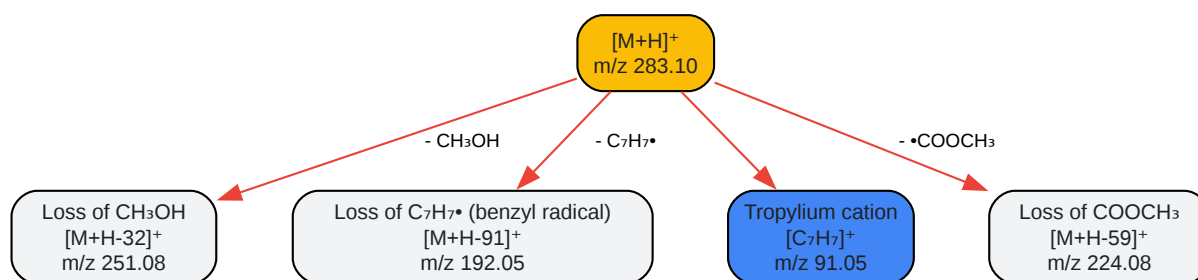 [M+H]⁺
m/z 283.10
- CH₃OH
- C₇H₇•
- •COOCH₃
Loss of CH₃OH
[M+H-32]⁺
m/z 251.08
Loss of C₇H₇• (benzyl radical)
[M+H-91]⁺
m/z 192.05
Tropylium cation
[C₇H₇]⁺
m/z 91.05
Loss of COOCH₃
[M+H-59]⁺
m/z 224.08